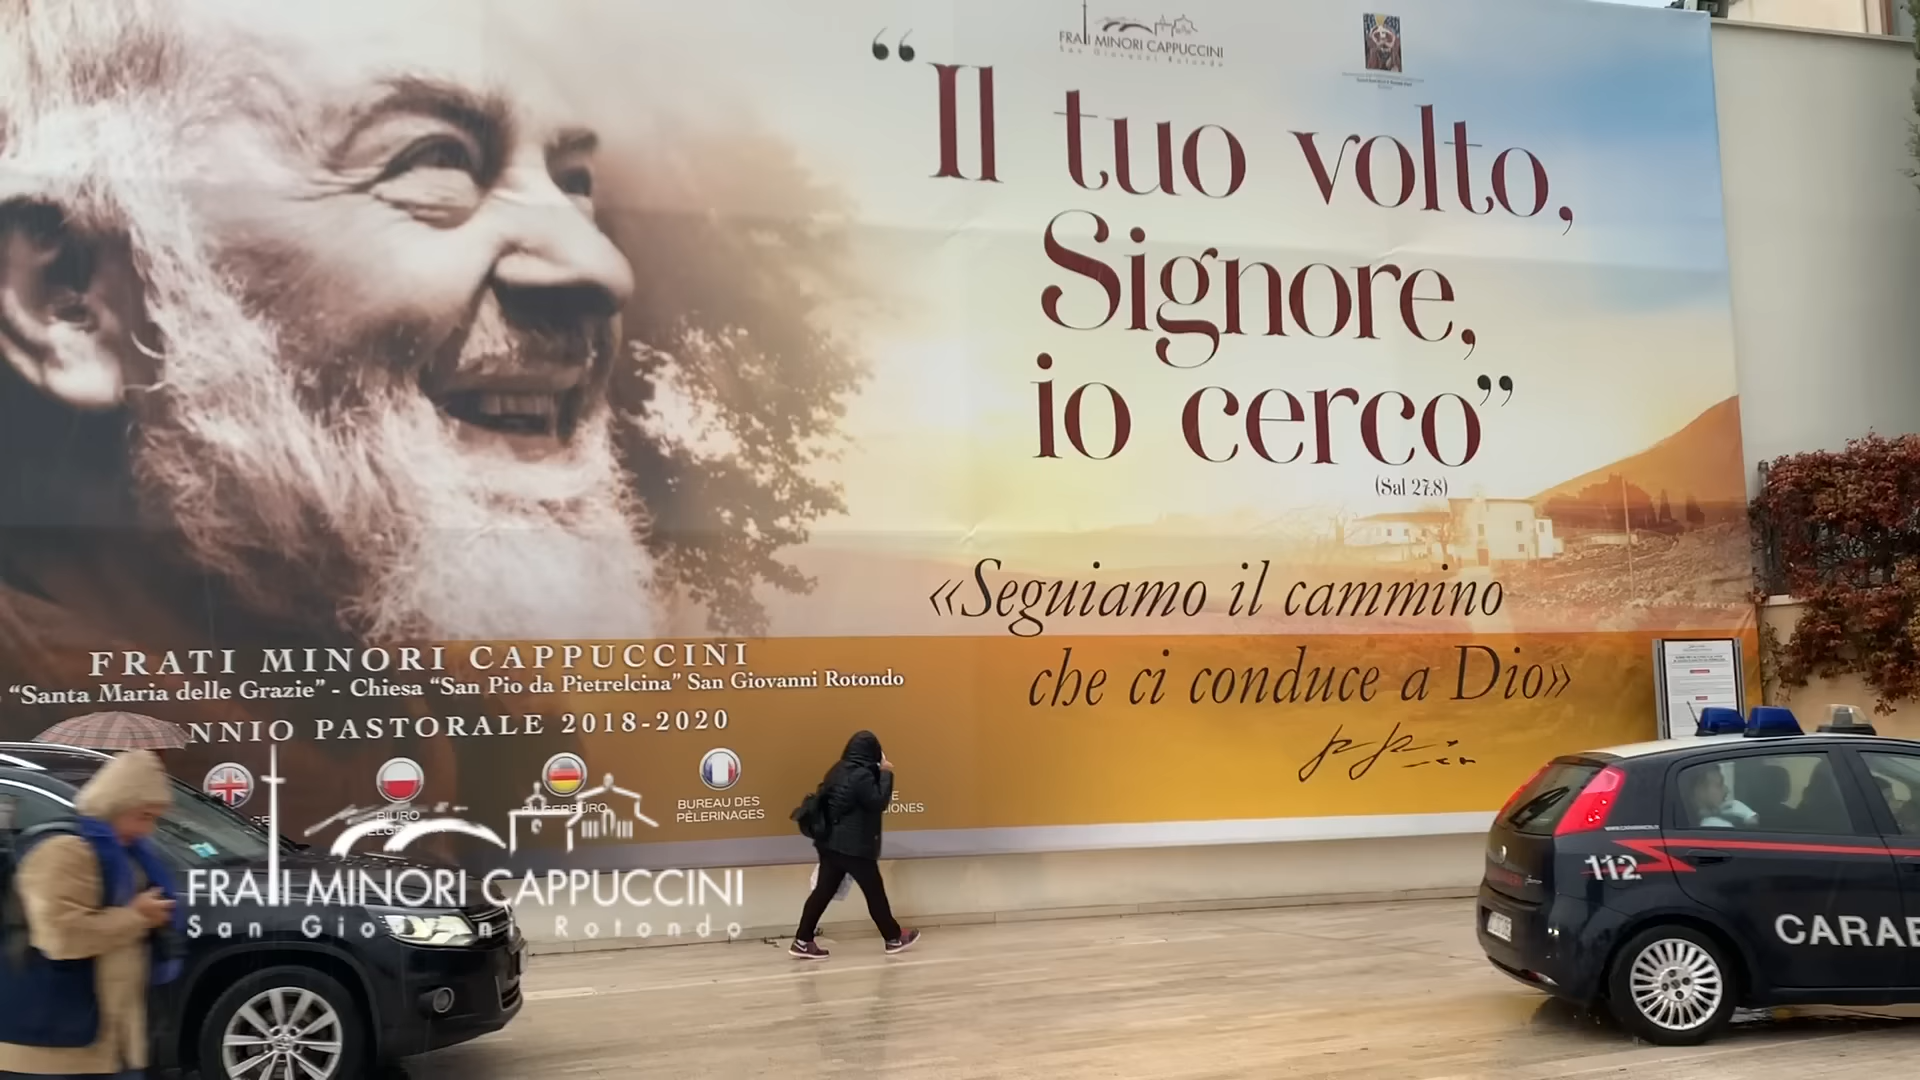 FRATI MINORI CAPPUCCINI
San Giovanni Rotondo
“Il tuo volto,
Signore,
io cerco”
(Sal 27,8)
«Seguiamo il cammino
che ci conduce a Dio»
FRATI MINORI CAPPUCCINI
“Santa Maria delle Grazie” - Chiesa “San Pio da Pietrelcina” San Giovanni Rotondo
NNIO PASTORALE 2018-2020
BIURO
BUREAU DES
PÈLERINAGES
IONES
FRATI MINORI CAPPUCCINI
San Giovanni Rotondo
112
CARAB